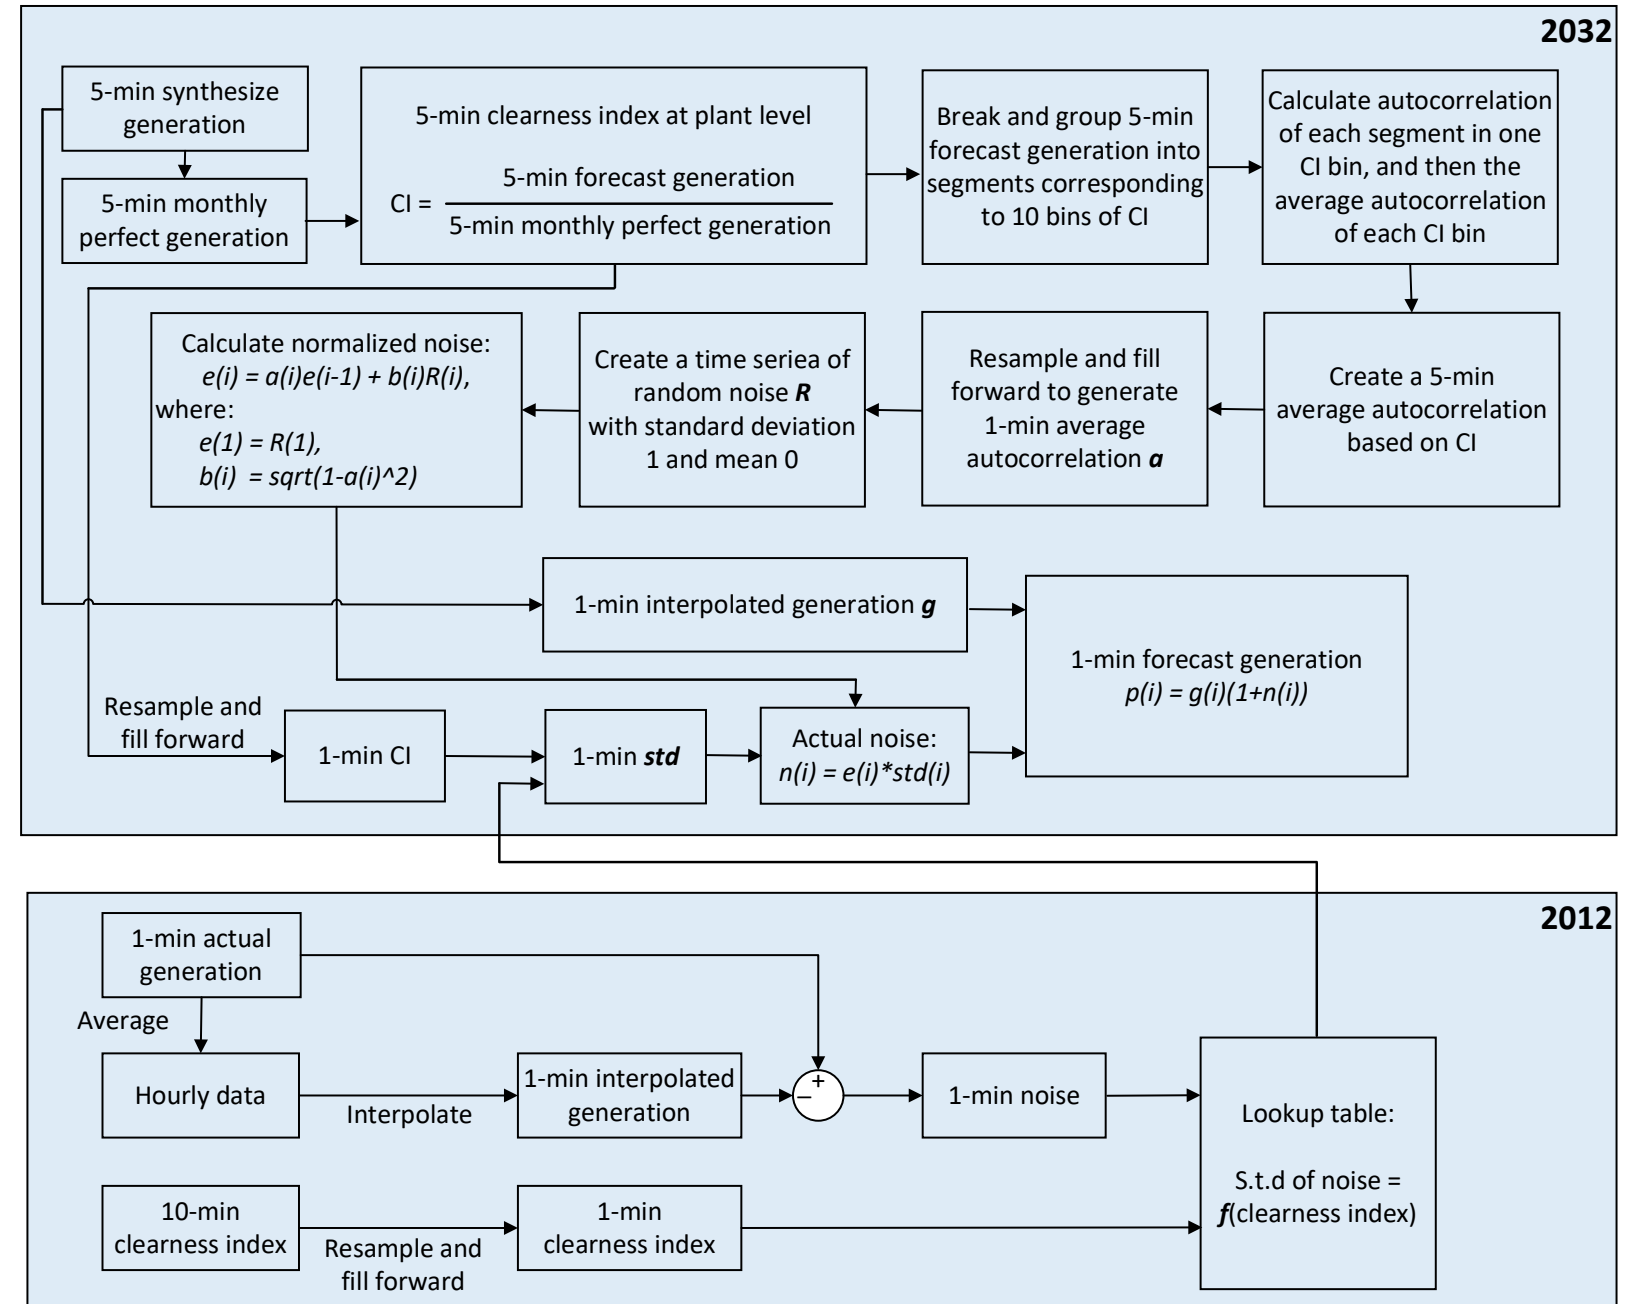 2032
5-min synthesize
generation
5-min monthly
perfect generation
5-min clearness index at plant level
CI =
5-min forecast generation
5-min monthly perfect generation
Break and group 5-min
forecast generation into
segments corresponding
to 10 bins of CI
Calculate autocorrelation
of each segment in one
CI bin, and then the
average autocorrelation
of each CI bin
Calculate normalized noise:
e(i) = a(i)e(i-1) + b(i)R(i),
where:
e(1) = R(1),
b(i) = sqrt(1-a(i)^2)
Create a time seriea of
random noise R
with standard deviation
1 and mean 0
Resample and fill
forward to generate
1-min average
autocorrelation a
Create a 5-min
average autocorrelation
based on CI
1-min interpolated generation g
1-min forecast generation
p(i) = g(i)(1+n(i))
Resample and
fill forward
1-min CI
1-min std
Actual noise:
n(i) = e(i)*std(i)
2012
1-min actual
generation
Average
Hourly data
Interpolate
1-min interpolated
generation
+
−
1-min noise
Lookup table:
S.t.d of noise =
f(clearness index)
10-min
clearness index
Resample and
fill forward
1-min
clearness index